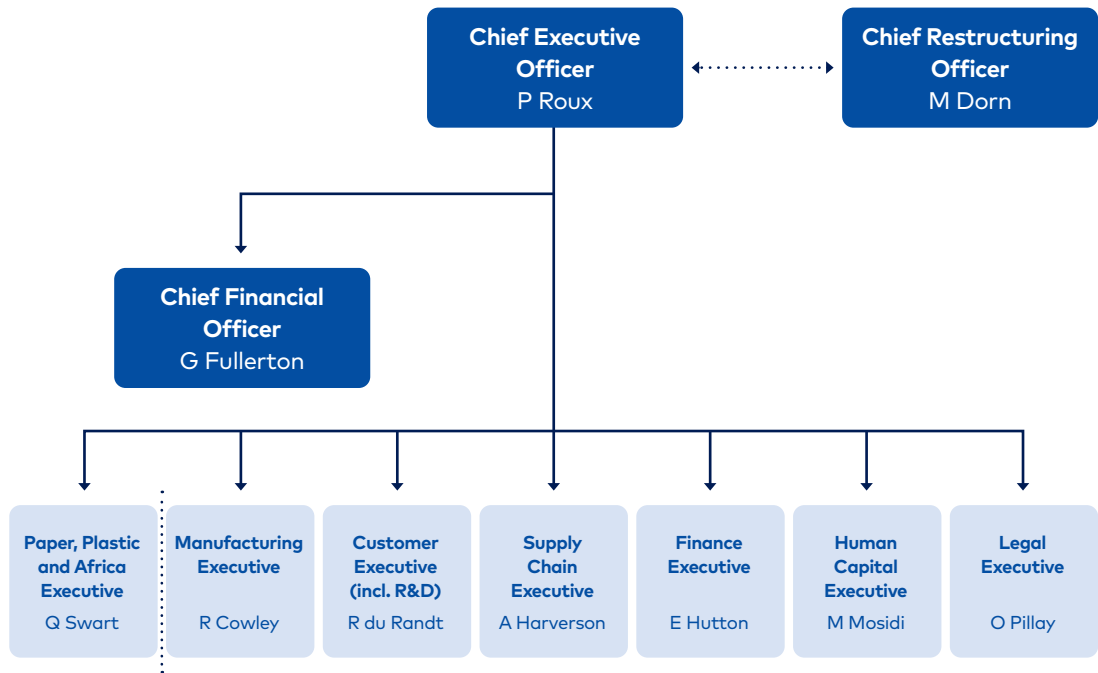 Chief Executive
Officer
P Roux
Chief Restructuring
Officer
M Dorn
Chief Financial
Officer
G Fullerton
Paper, Plastic
and Africa
Executive
Q Swart
Manufacturing
Executive
R Cowley
Customer
Executive
(incl. R&D)
R du Randt
Supply
Chain
Executive
A Harverson
Finance
Executive
E Hutton
Human
Capital
Executive
M Mosidi
Legal
Executive
O Pillay